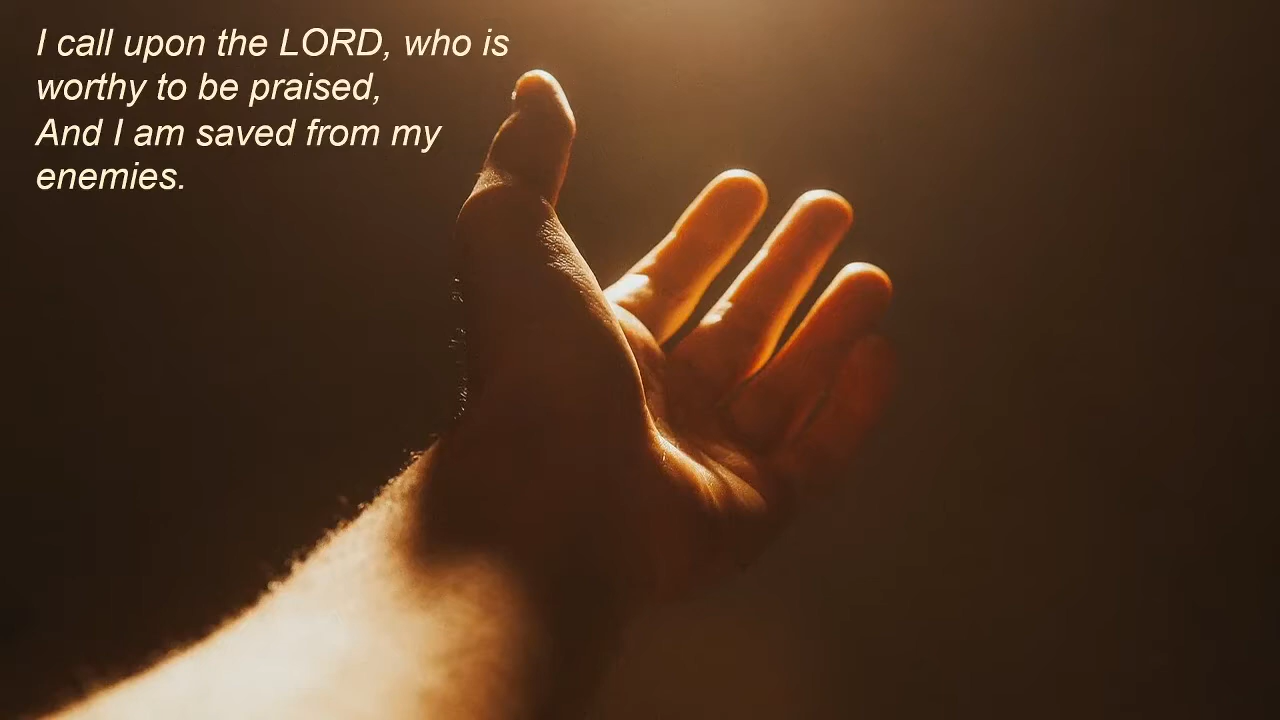 I call upon the LORD, who is
worthy to be praised,
And I am saved from my
enemies.